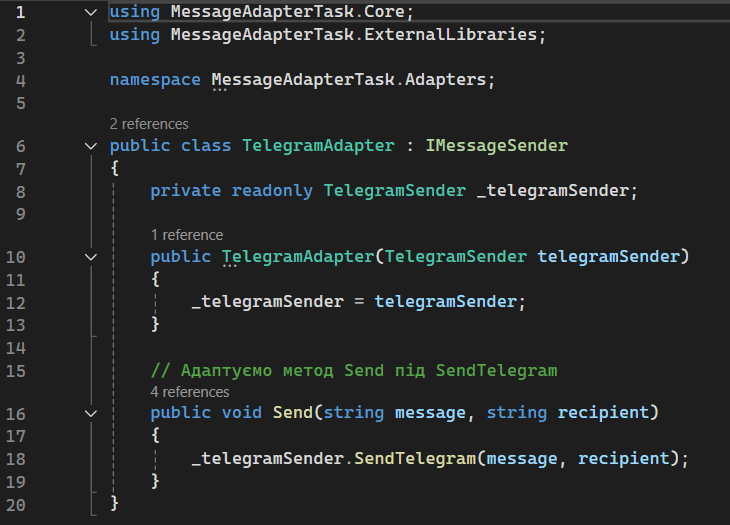 1 using MessageAdapterTask.Core;
2 using MessageAdapterTask.ExternalLibraries;
3
4 namespace MessageAdapterTask.Adapters;
5
2 references
6 public class TelegramAdapter : IMessageSender
7 {
8 private readonly TelegramSender _telegramSender;
9
1 reference
10 public TelegramAdapter(TelegramSender telegramSender)
11 {
12 _telegramSender = telegramSender;
13 }
14
15 // Адаптуємо метод Send під SendTelegram
4 references
16 public void Send(string message, string recipient)
17 {
18 _telegramSender.SendTelegram(message, recipient);
19 }
20 }